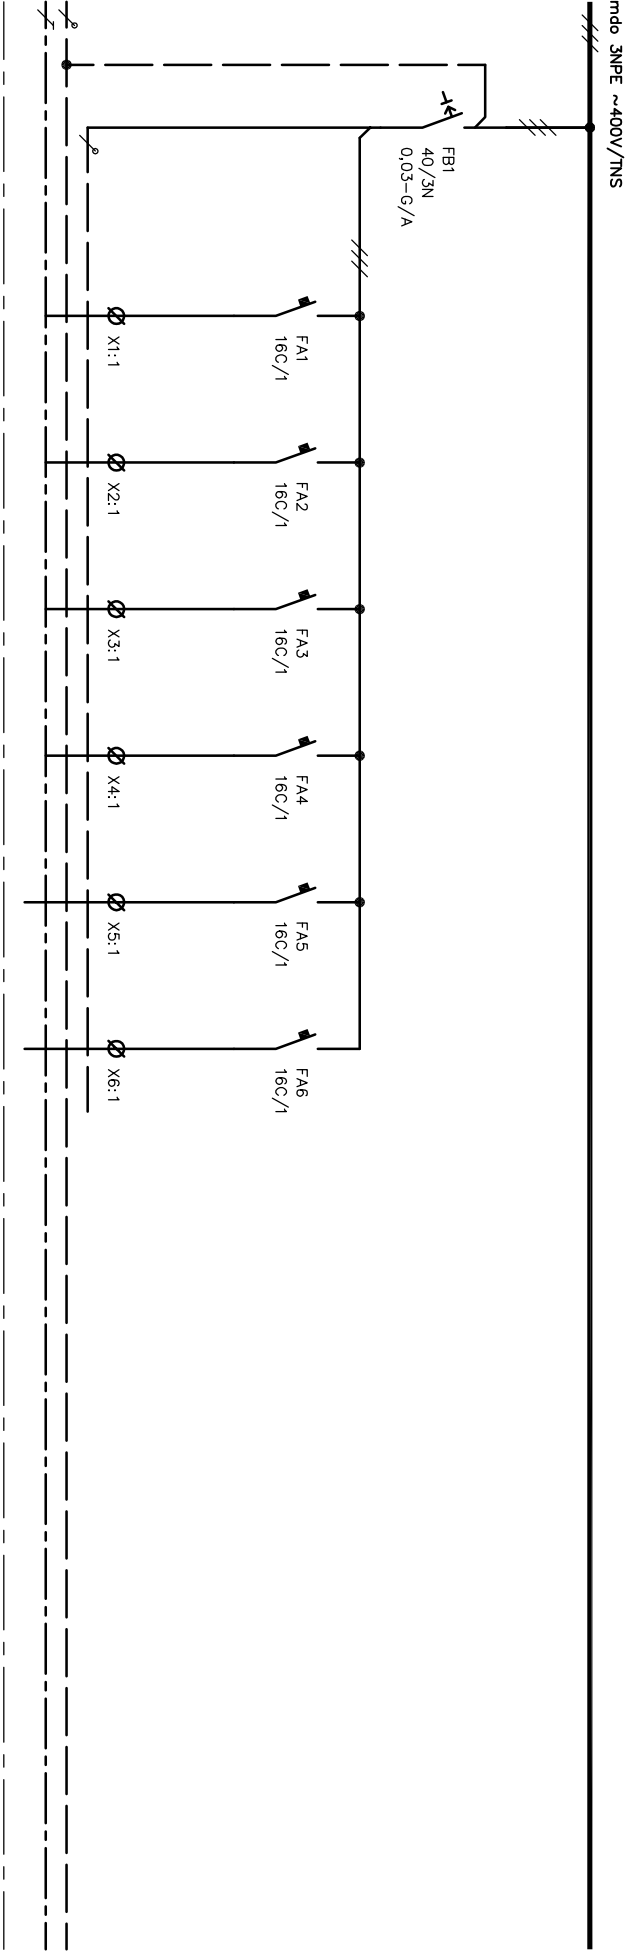 mdo 3NPE ~400V/TNS
FB1
40/3N
0,03-G/A
FA1
16C/1
FA2
16C/1
FA3
16C/1
FA4
16C/1
FA5
16C/1
FA6
16C/1
X1:1
X2:1
X3:1
X4:1
X5:1
X6:1